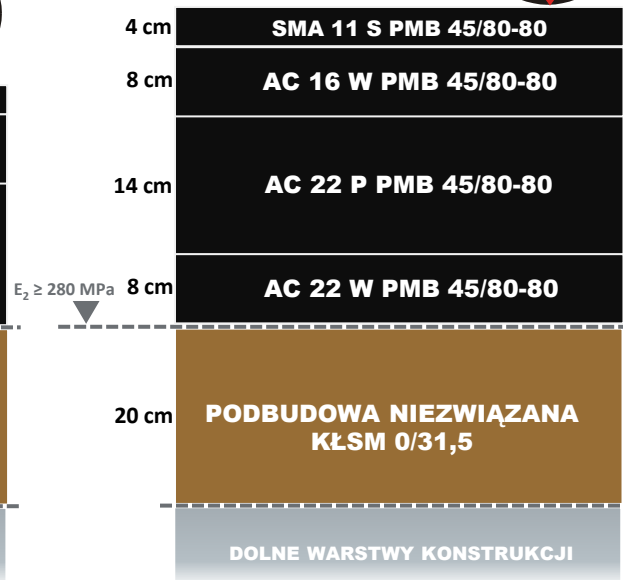 4 cm SMA 11 S PMB 45/80-80
8 cm AC 16 W PMB 45/80-80
14 cm AC 22 P PMB 45/80-80
E₂ ≥ 280 MPa 8 cm AC 22 W PMB 45/80-80
20 cm PODBUDOWA NIEZWIĄZANA
KŁSM 0/31,5
DOLNE WARSTWY KONSTRUKCJI